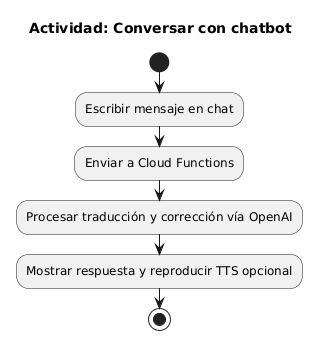 Actividad: Conversar con chatbot
Escribir mensaje en chat
Enviar a Cloud Functions
Procesar traducción y corrección vía OpenAI
Mostrar respuesta y reproducir TTS opcional